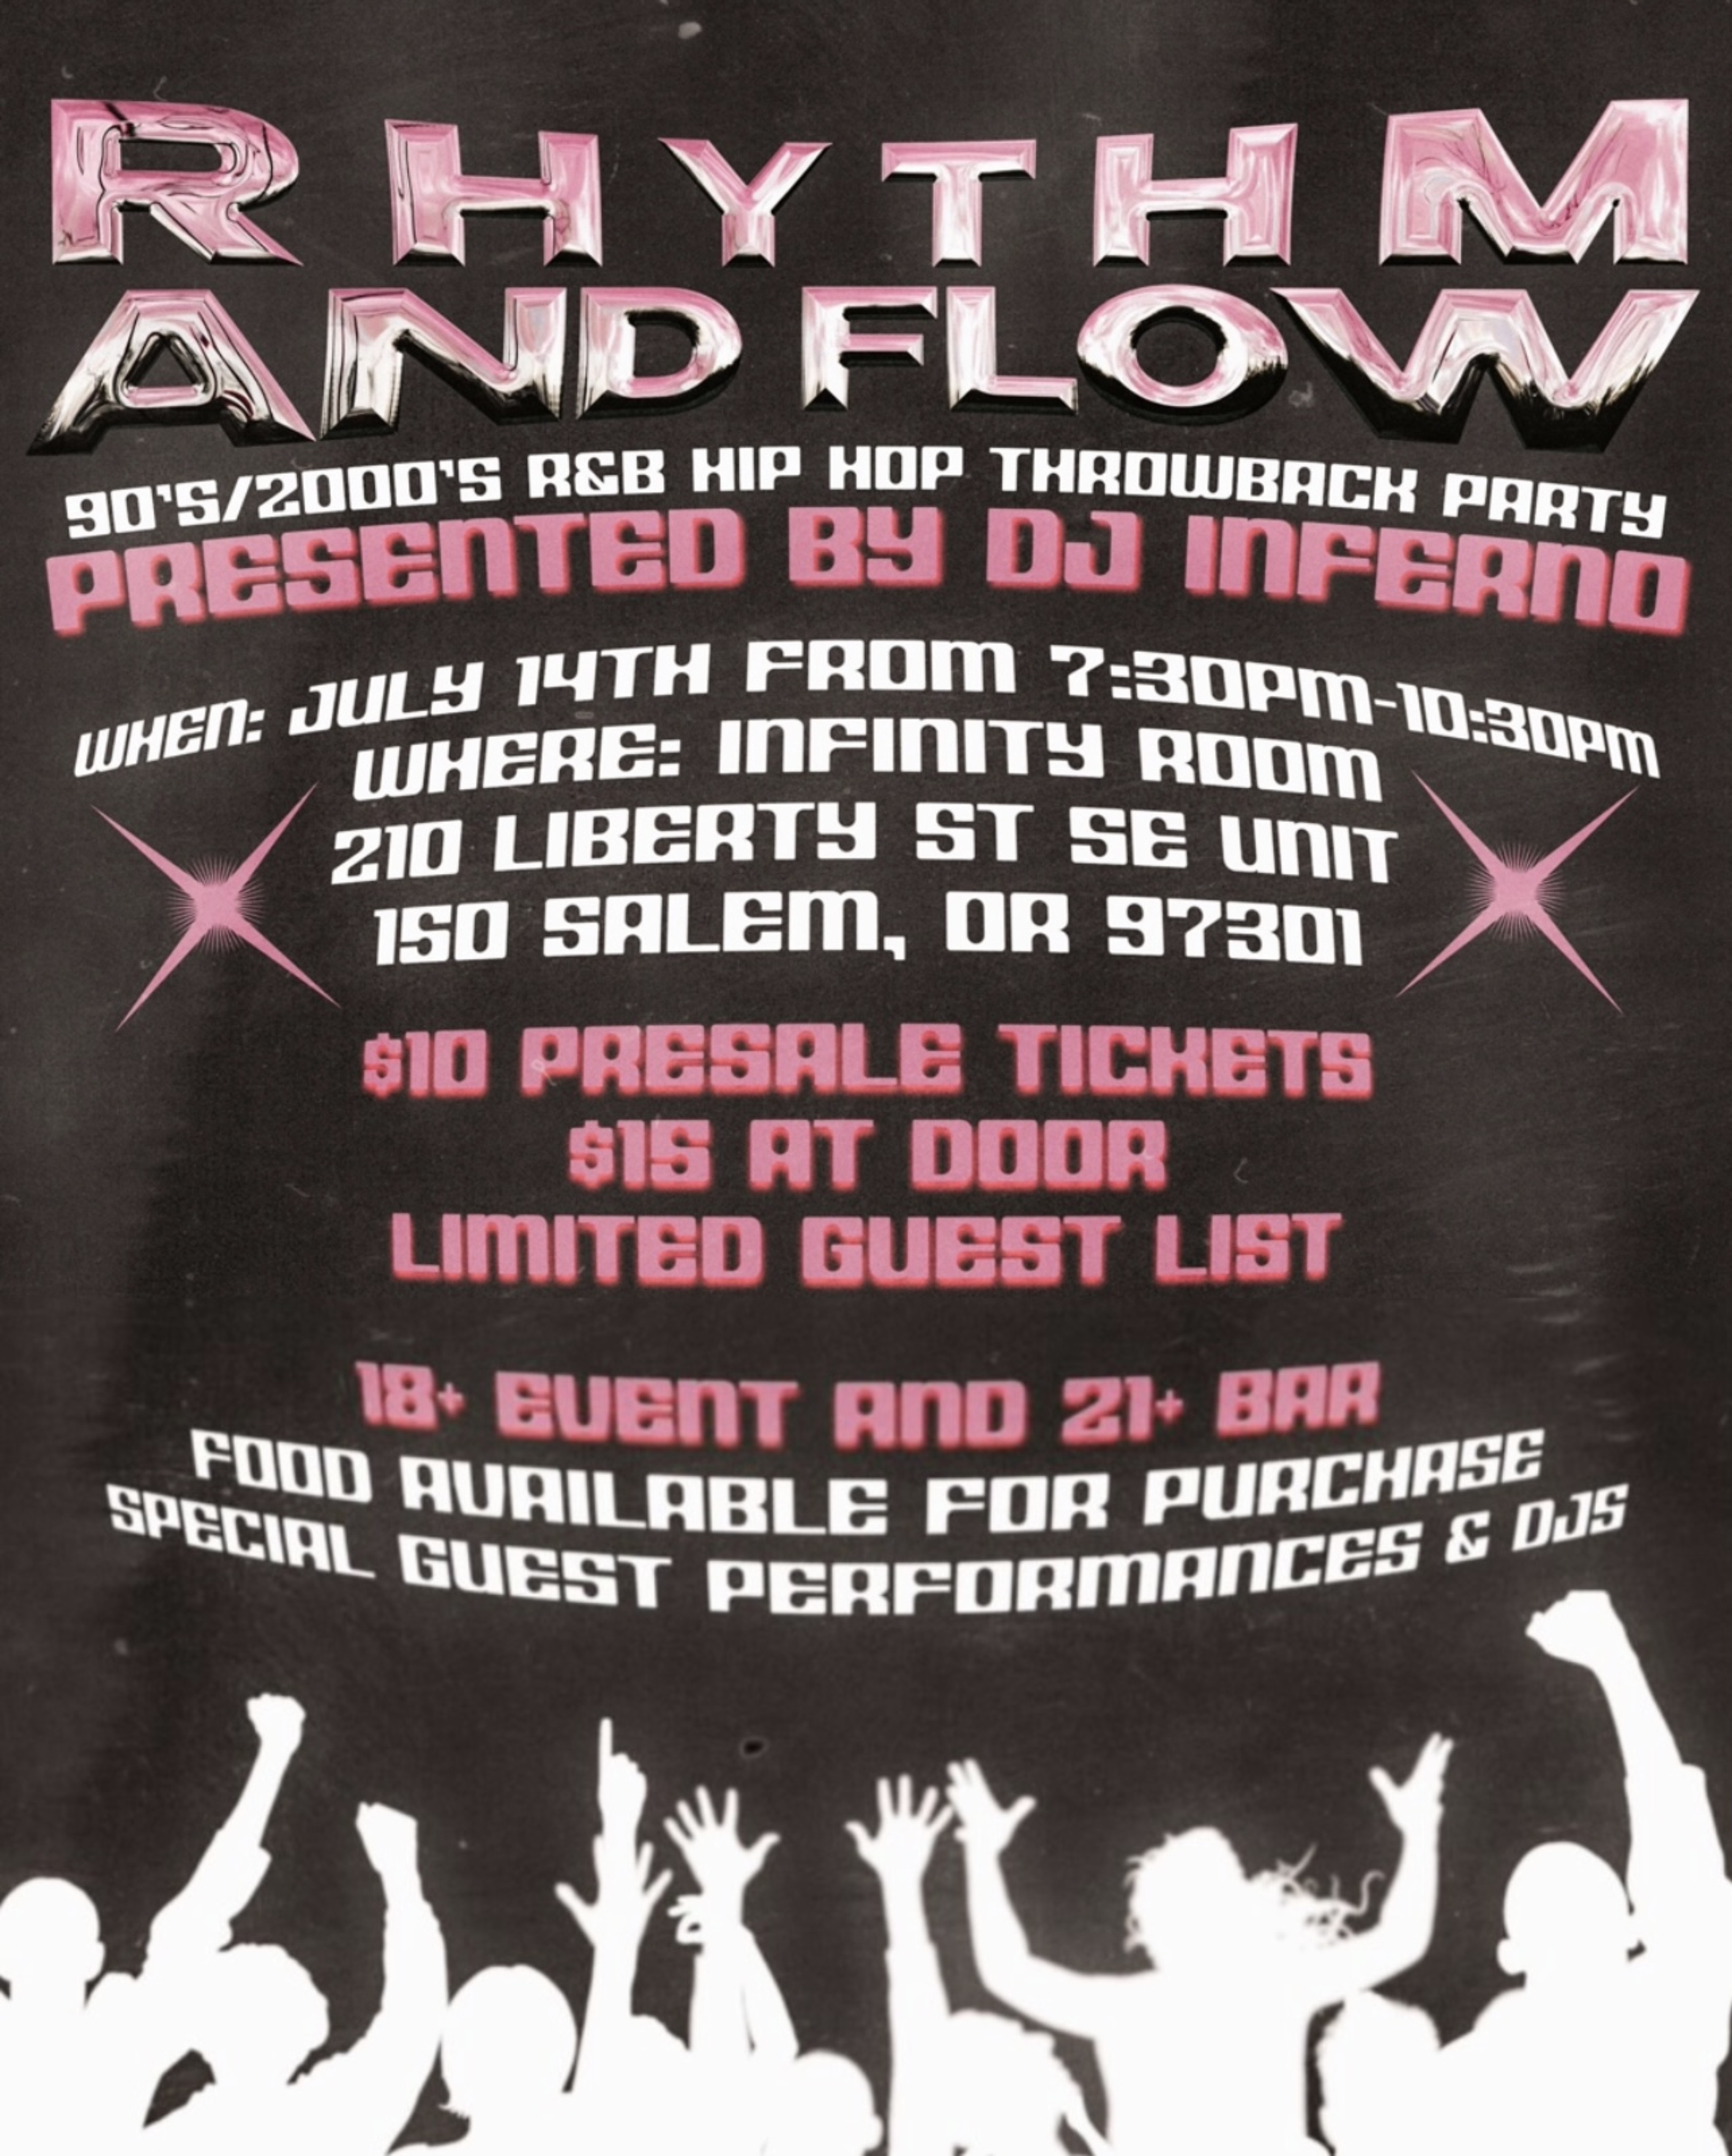 RHYTHM
AND FLOW
90'S/2000'S R&B HIP HOP THROWBACK PARTY
PRESENTED BY DJ INFERNO
WHEN: JULY 14TH FROM 7:30PM-10:30PM
WHERE: INFINITY ROOM
210 LIBERTY ST SE UNIT
150 SALEM, OR 97301
$10 PRESALE TICKETS
$15 AT DOOR
LIMITED GUEST LIST
18+ EVENT AND 21+ BAR
FOOD AVAILABLE FOR PURCHASE
SPECIAL GUEST PERFORMANCES & DJS